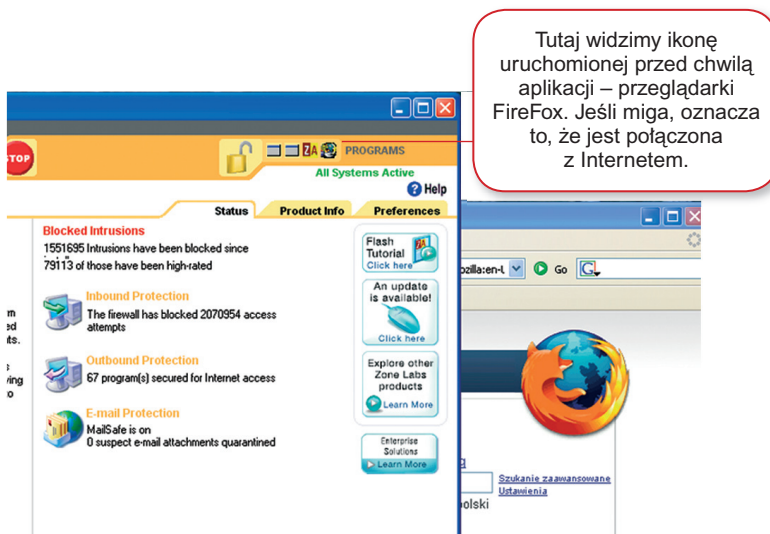 Tutaj widzimy ikonę
uruchomionej przed chwilą
aplikacji – przeglądarki
FireFox. Jeśli miga, oznacza
to, że jest połączona
z Internetem.
STOP
ZA
PROGRAMS
All Systems Active
Help
Status Product Info Preferences
Blocked Intrusions
1551695 Intrusions have been blocked since
79113 of those have been high-rated
Inbound Protection
The firewall has blocked 2070954 access
attempts
Outbound Protection
67 program(s) secured for Internet access
E-mail Protection
MailSafe is on
0 suspect e-mail attachments quarantined
Flash
Tutorial
Click here
An update
is available!
Click here
Explore other
Zone Labs
products
Learn More
Enterprise
Solutions
Learn More
ozilla:en-U
Go
G
Szukanie zaawansowane
Ustawienia
olski